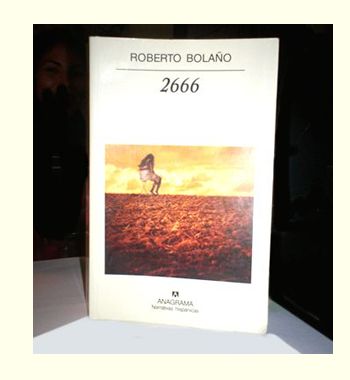 ROBERTO BOLAÑO
2666
ANAGRAMA
Narrativas hispánicas